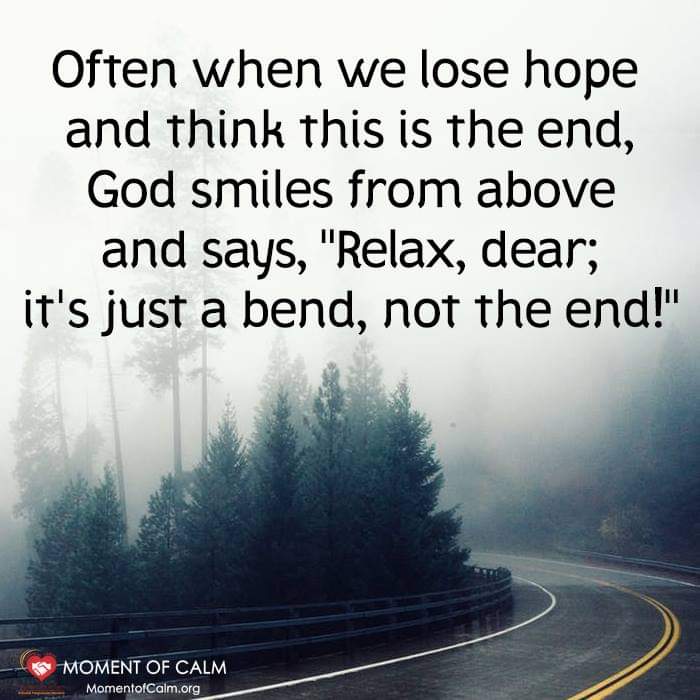 Often when we lose hope
and think this is the end,
God smiles from above
and says, "Relax, dear;
it's just a bend, not the end!"
MOMENT OF CALM
MomentofCalm.org